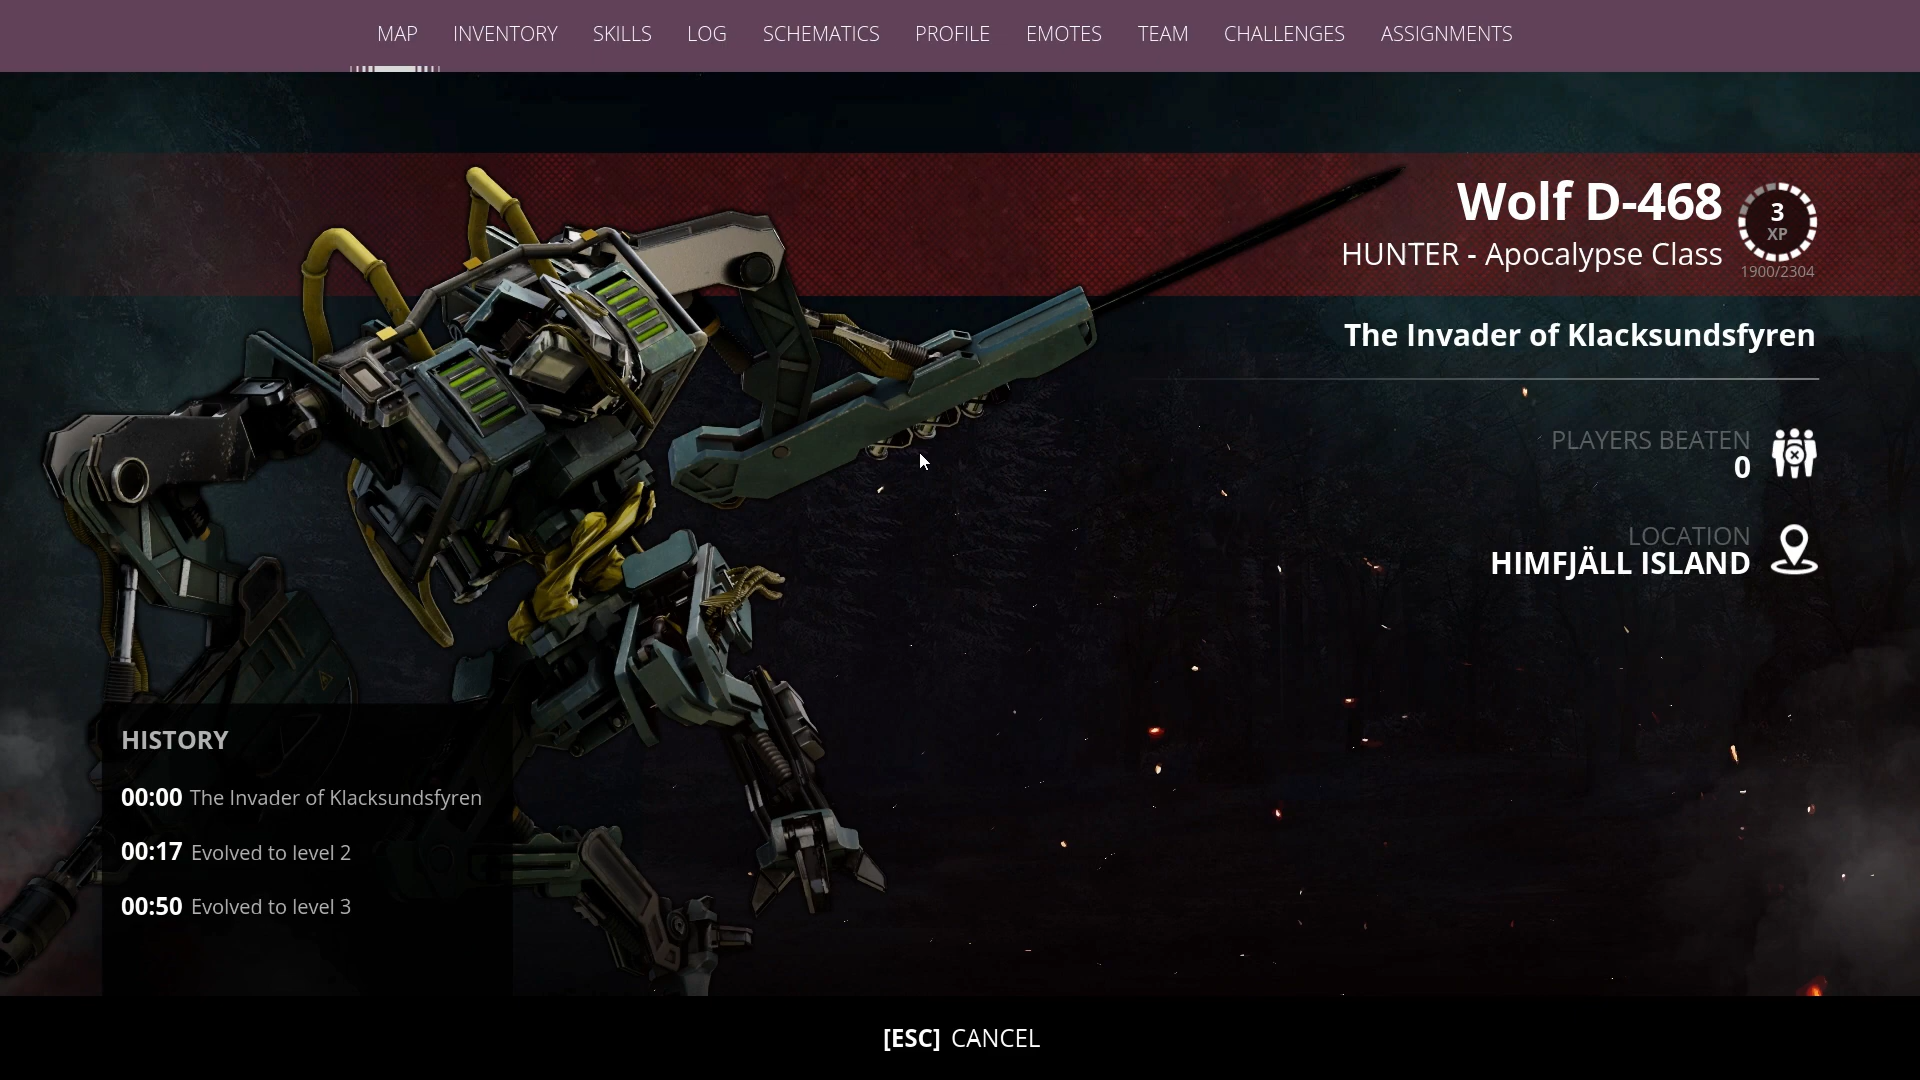 MAP INVENTORY SKILLS LOG SCHEMATICS PROFILE EMOTES TEAM CHALLENGES ASSIGNMENTS
Wolf D-468
HUNTER - Apocalypse Class
3
XP
1900/2304
The Invader of Klacksundsfyren
PLAYERS BEATEN
0
LOCATION
HIMFJÄLL ISLAND
HISTORY
00:00 The Invader of Klacksundsfyren
00:17 Evolved to level 2
00:50 Evolved to level 3
[ESC] CANCEL